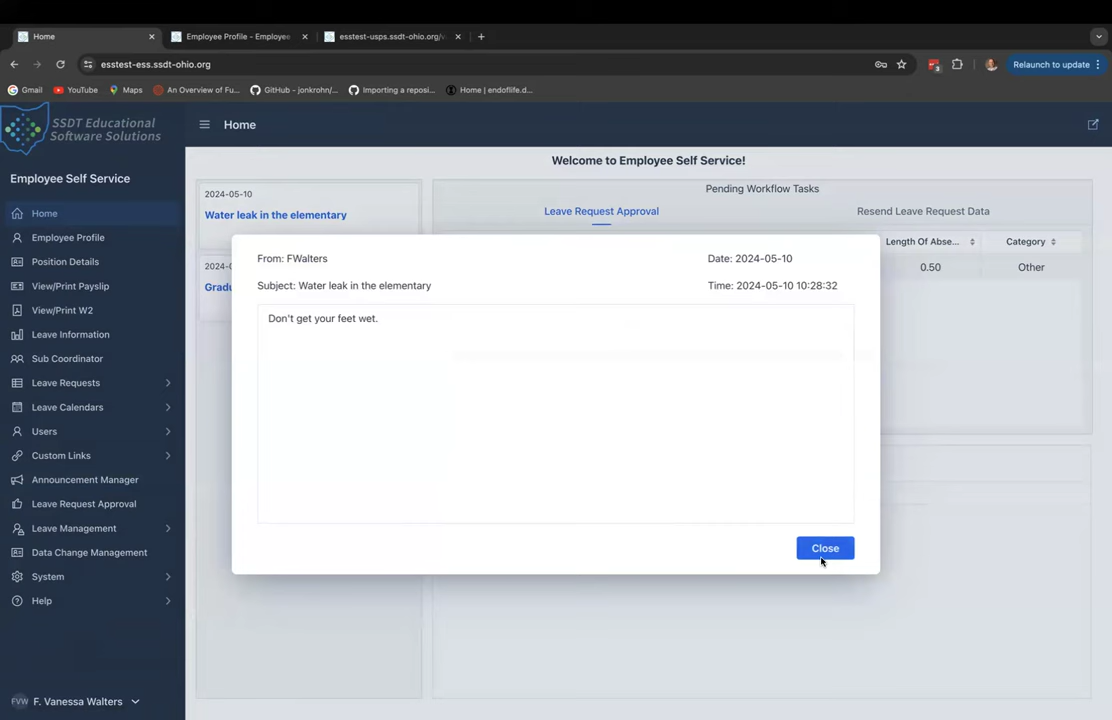 Home
Employee Profile - Employee
esstest-usps.ssdt-ohio.org/v
esstest-ess.ssdt-ohio.org
Relaunch to update
Gmail
YouTube
Maps
An Overview of Fu...
GitHub - jonkrohn/...
Importing a reposi...
Home | endoflife.d...
SSDT Educational
Software Solutions
Home
Employee Self Service
Welcome to Employee Self Service!
2024-05-10
Water leak in the elementary
Pending Workflow Tasks
Leave Request Approval
Resend Leave Request Data
Length Of Abse...
Category
0.50
Other
2024-0
Gradu
From: FWalters
Date: 2024-05-10
Subject: Water leak in the elementary
Time: 2024-05-10 10:28:32
Don't get your feet wet.
Close
Home
Employee Profile
Position Details
View/Print Payslip
View/Print W2
Leave Information
Sub Coordinator
Leave Requests
Leave Calendars
Users
Custom Links
Announcement Manager
Leave Request Approval
Leave Management
Data Change Management
System
Help
FVW F. Vanessa Walters